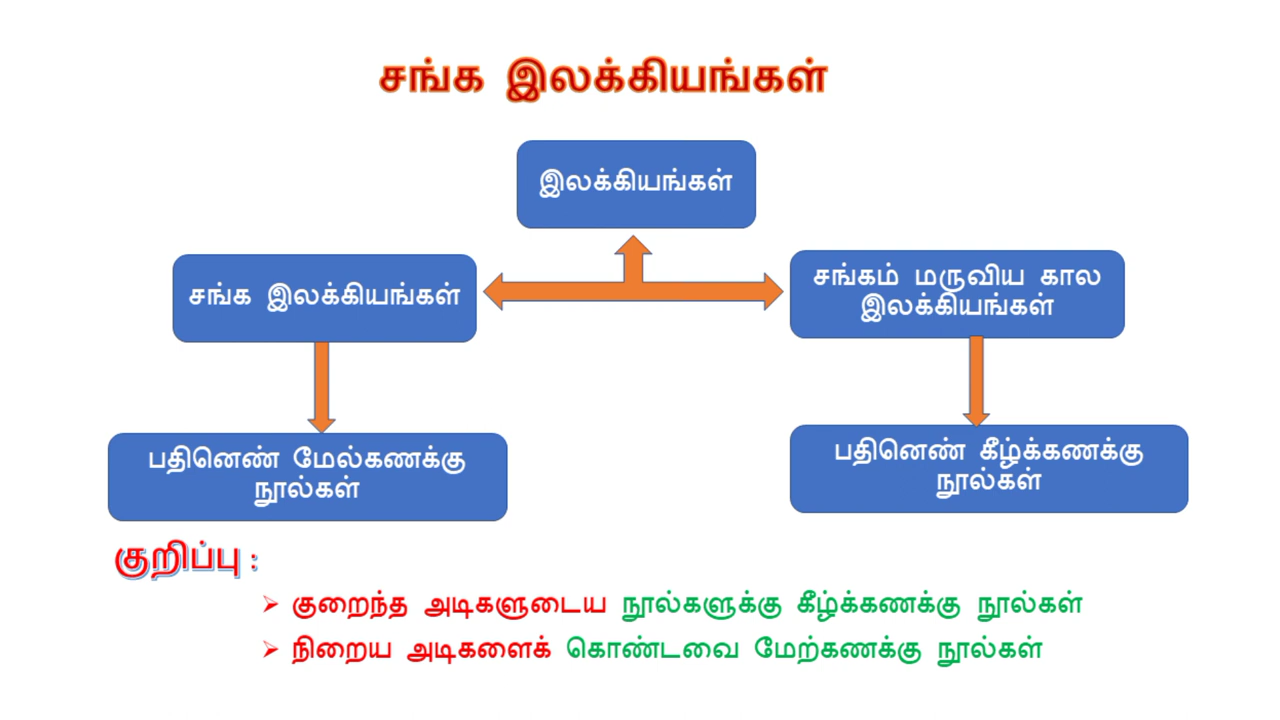 சங்க இலக்கியங்கள்
இலக்கியங்கள்
சங்க இலக்கியங்கள்
சங்கம் மருவிய கால
இலக்கியங்கள்
பதினெண் மேல்கணக்கு
நூல்கள்
பதினெண் கீழ்க்கணக்கு
நூல்கள்
குறிப்பு :
➢ குறைந்த அடிகளுடைய நூல்களுக்கு கீழ்க்கணக்கு நூல்கள்
➢ நிறைய அடிகளைக் கொண்டவை மேற்கணக்கு நூல்கள்